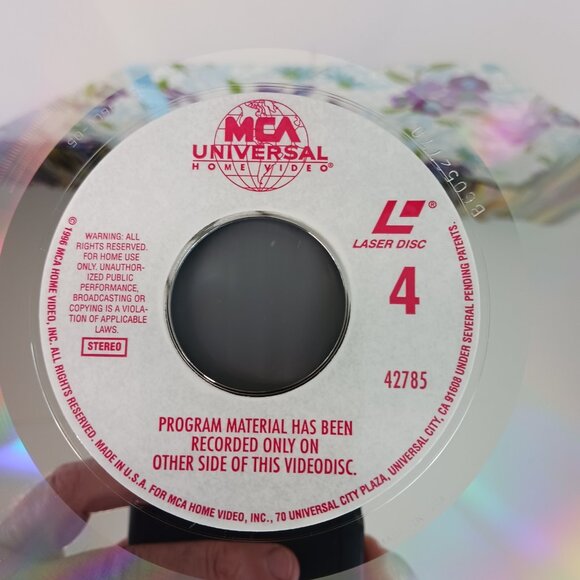 MCA
UNIVERSAL
HOME VIDEO®
LASER DISC
®
4
42785
WARNING: ALL
RIGHTS RESERVED.
FOR HOME USE
ONLY. UNAUTHOR-
IZED PUBLIC
PERFORMANCE,
BROADCASTING OR
COPYING IS A VIOLA-
TION OF APPLICABLE
LAWS.
STEREO
PROGRAM MATERIAL HAS BEEN
RECORDED ONLY ON
OTHER SIDE OF THIS VIDEODISC.
© 1996 MCA HOME VIDEO, INC. ALL RIGHTS RESERVED. MADE IN U.S.A. FOR MCA HOME VIDEO, INC., 70 UNIVERSAL CITY PLAZA, UNIVERSAL CITY, CA 91608 UNDER SEVERAL PENDING PATENTS.